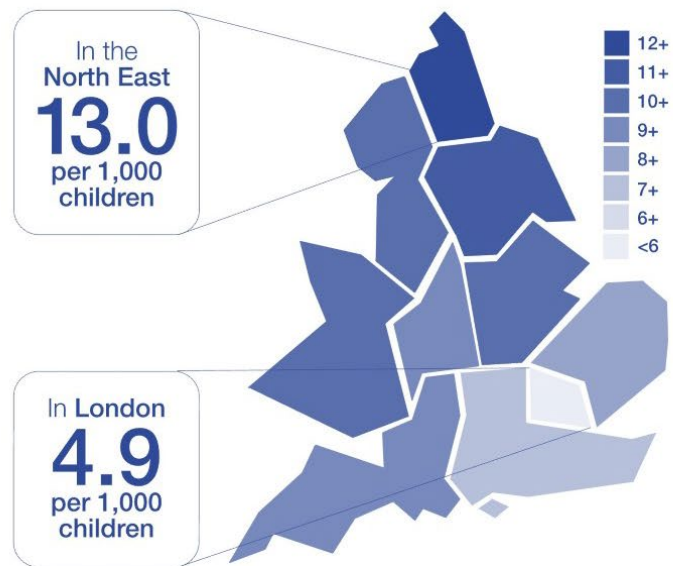 In the
North East
13.0
per 1,000
children
12+
11+
10+
9+
8+
7+
6+
<6
In London
4.9
per 1,000
children